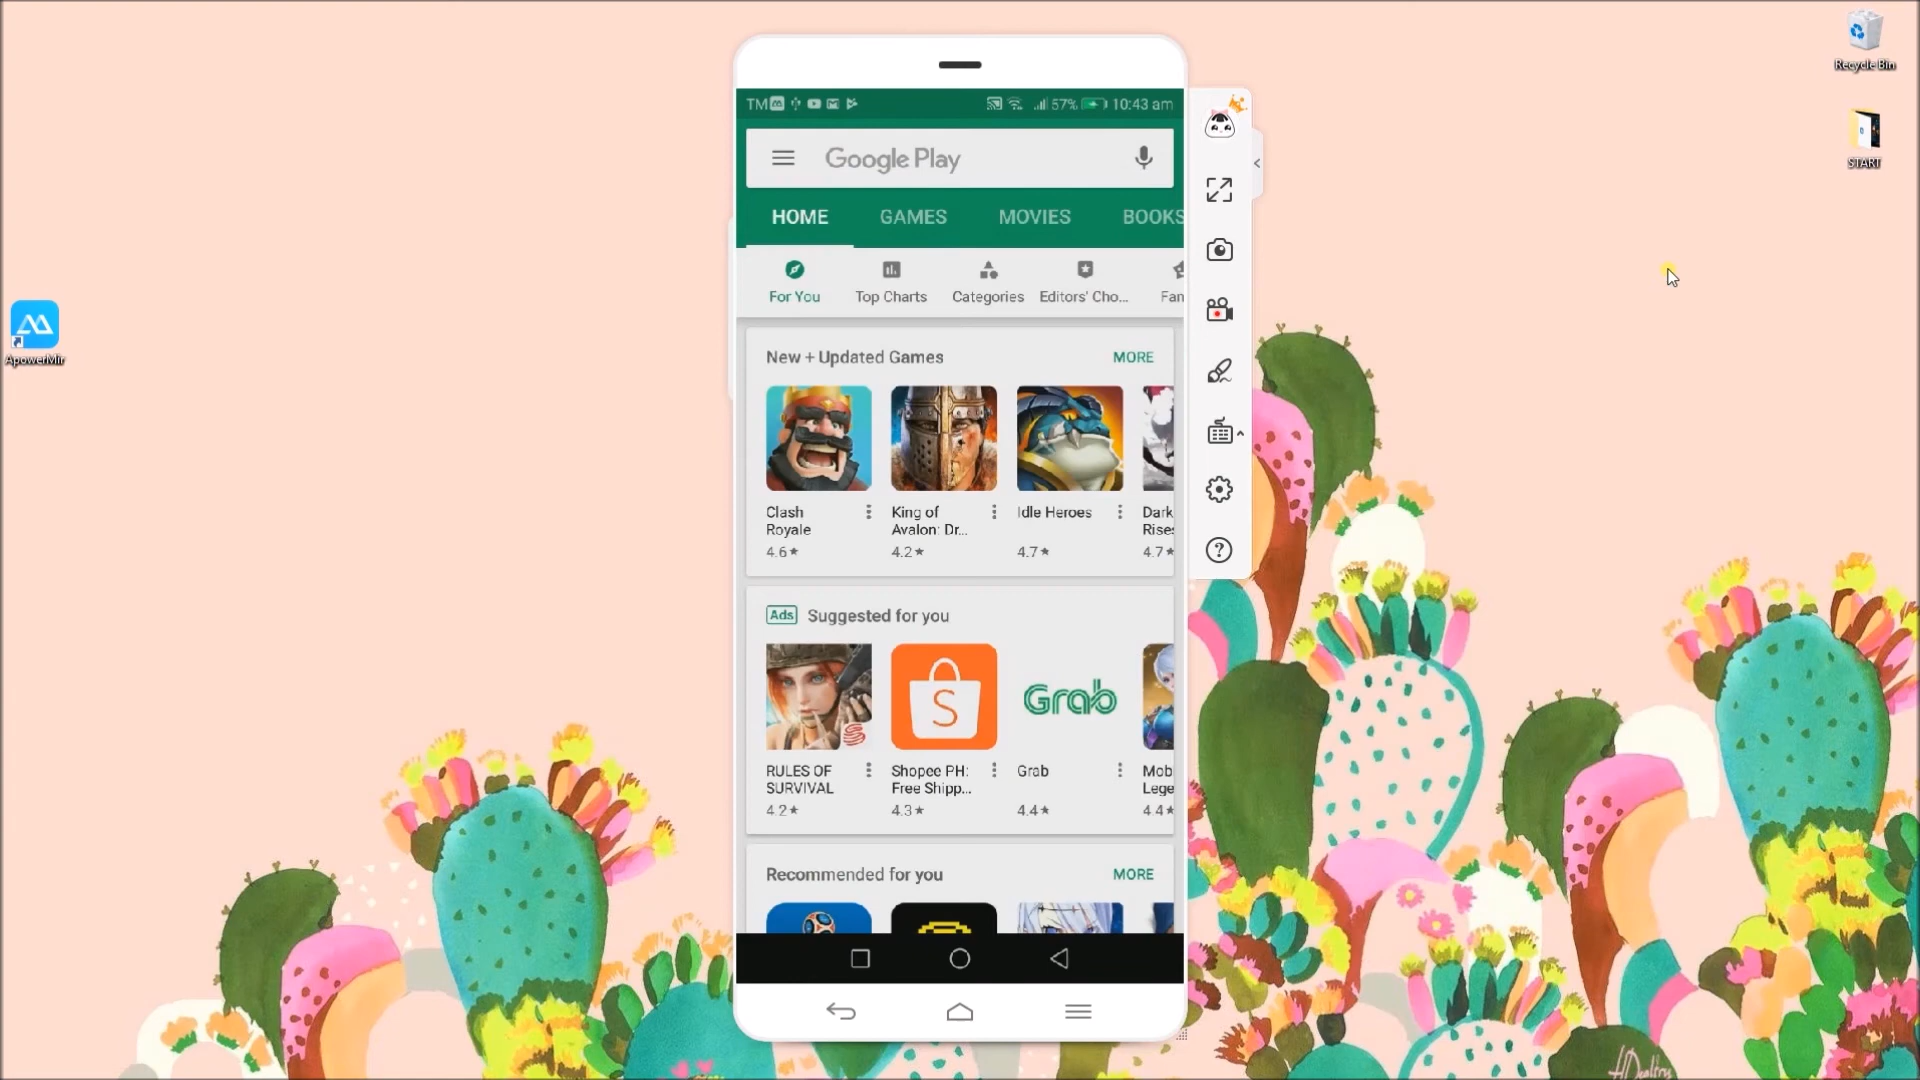 Recycle Bin
START
ApowerMir
TM 57% 10:43 am
Google Play
HOME GAMES MOVIES BOOKS
For You Top Charts Categories Editors' Cho... Fan
New + Updated Games MORE
Clash Royale
4.6★
King of Avalon: Dr...
4.2★
Idle Heroes
4.7★
Dark Rises
4.7★
Ads Suggested for you
Grab
S
RULES OF SURVIVAL
4.2★
Shopee PH: Free Shipp...
4.3★
Grab
4.4★
Mob Lege
4.4★
Recommended for you MORE